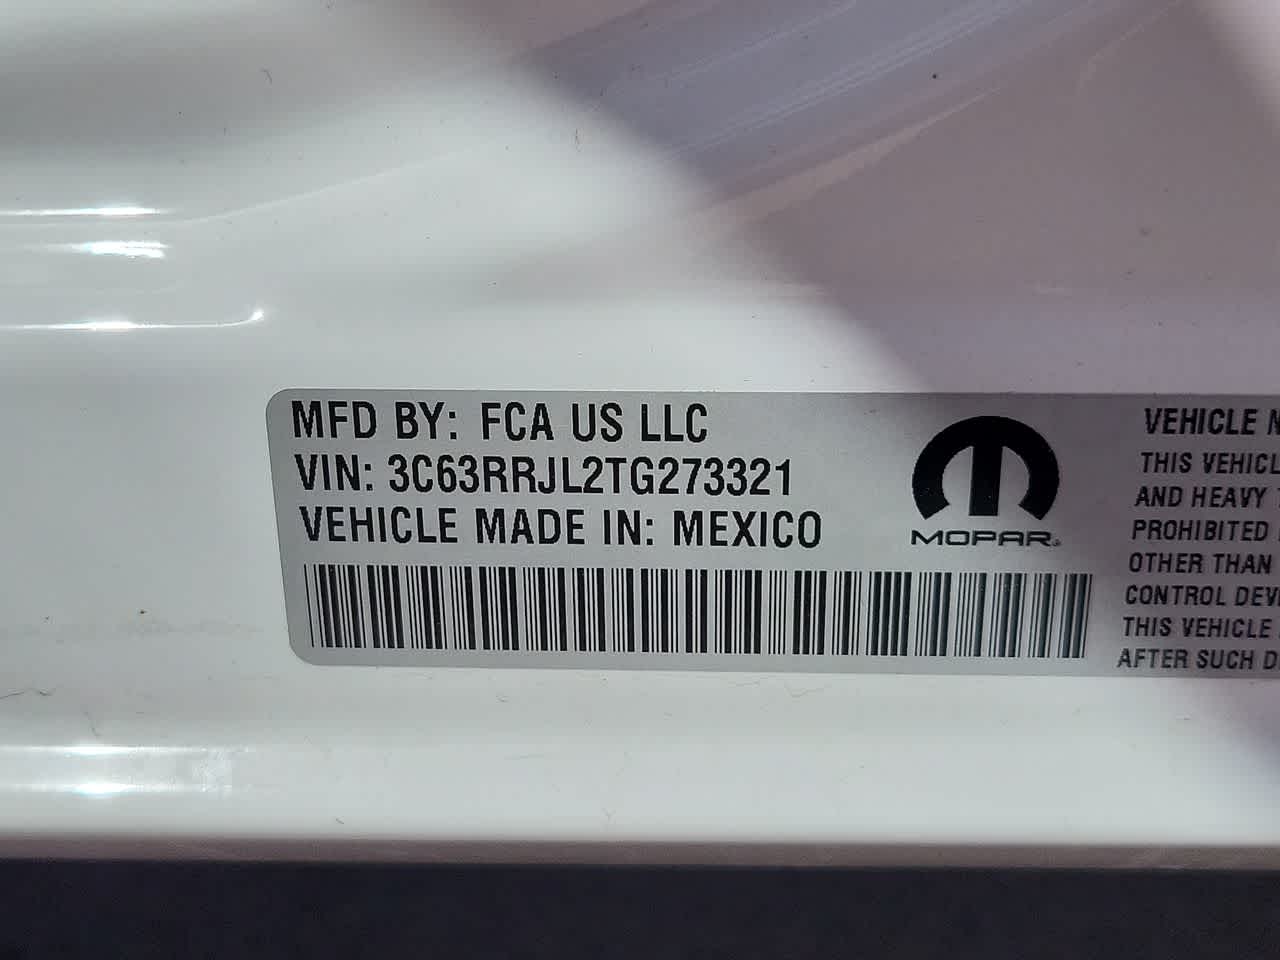 MFD BY: FCA US LLC
VIN: 3C63RRJL2TG273321
VEHICLE MADE IN: MEXICO
MOPAR®
VEHICLE
THIS VEHICL
AND HEAVY
PROHIBITED
OTHER THAN
CONTROL DEVI
THIS VEHICLE
AFTER SUCH D